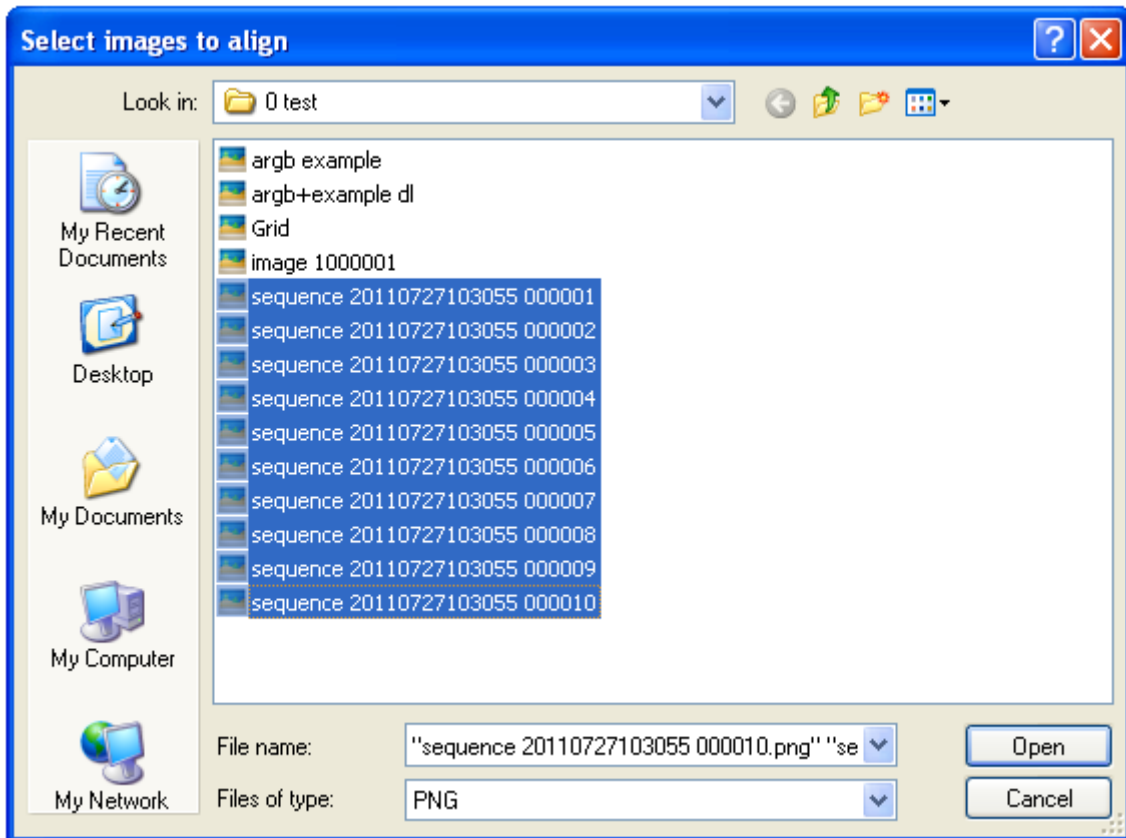 Select images to align
Look in:
0 test
My Recent
Documents
Desktop
My Documents
My Computer
My Network
argb example
argb+example dl
Grid
image 1000001
sequence 20110727103055 000001
sequence 20110727103055 000002
sequence 20110727103055 000003
sequence 20110727103055 000004
sequence 20110727103055 000005
sequence 20110727103055 000006
sequence 20110727103055 000007
sequence 20110727103055 000008
sequence 20110727103055 000009
sequence 20110727103055 000010
File name:
"sequence 20110727103055 000010.png" "se
Open
Files of type:
PNG
Cancel